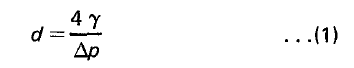 d = 4 γ / Δp ...(1)